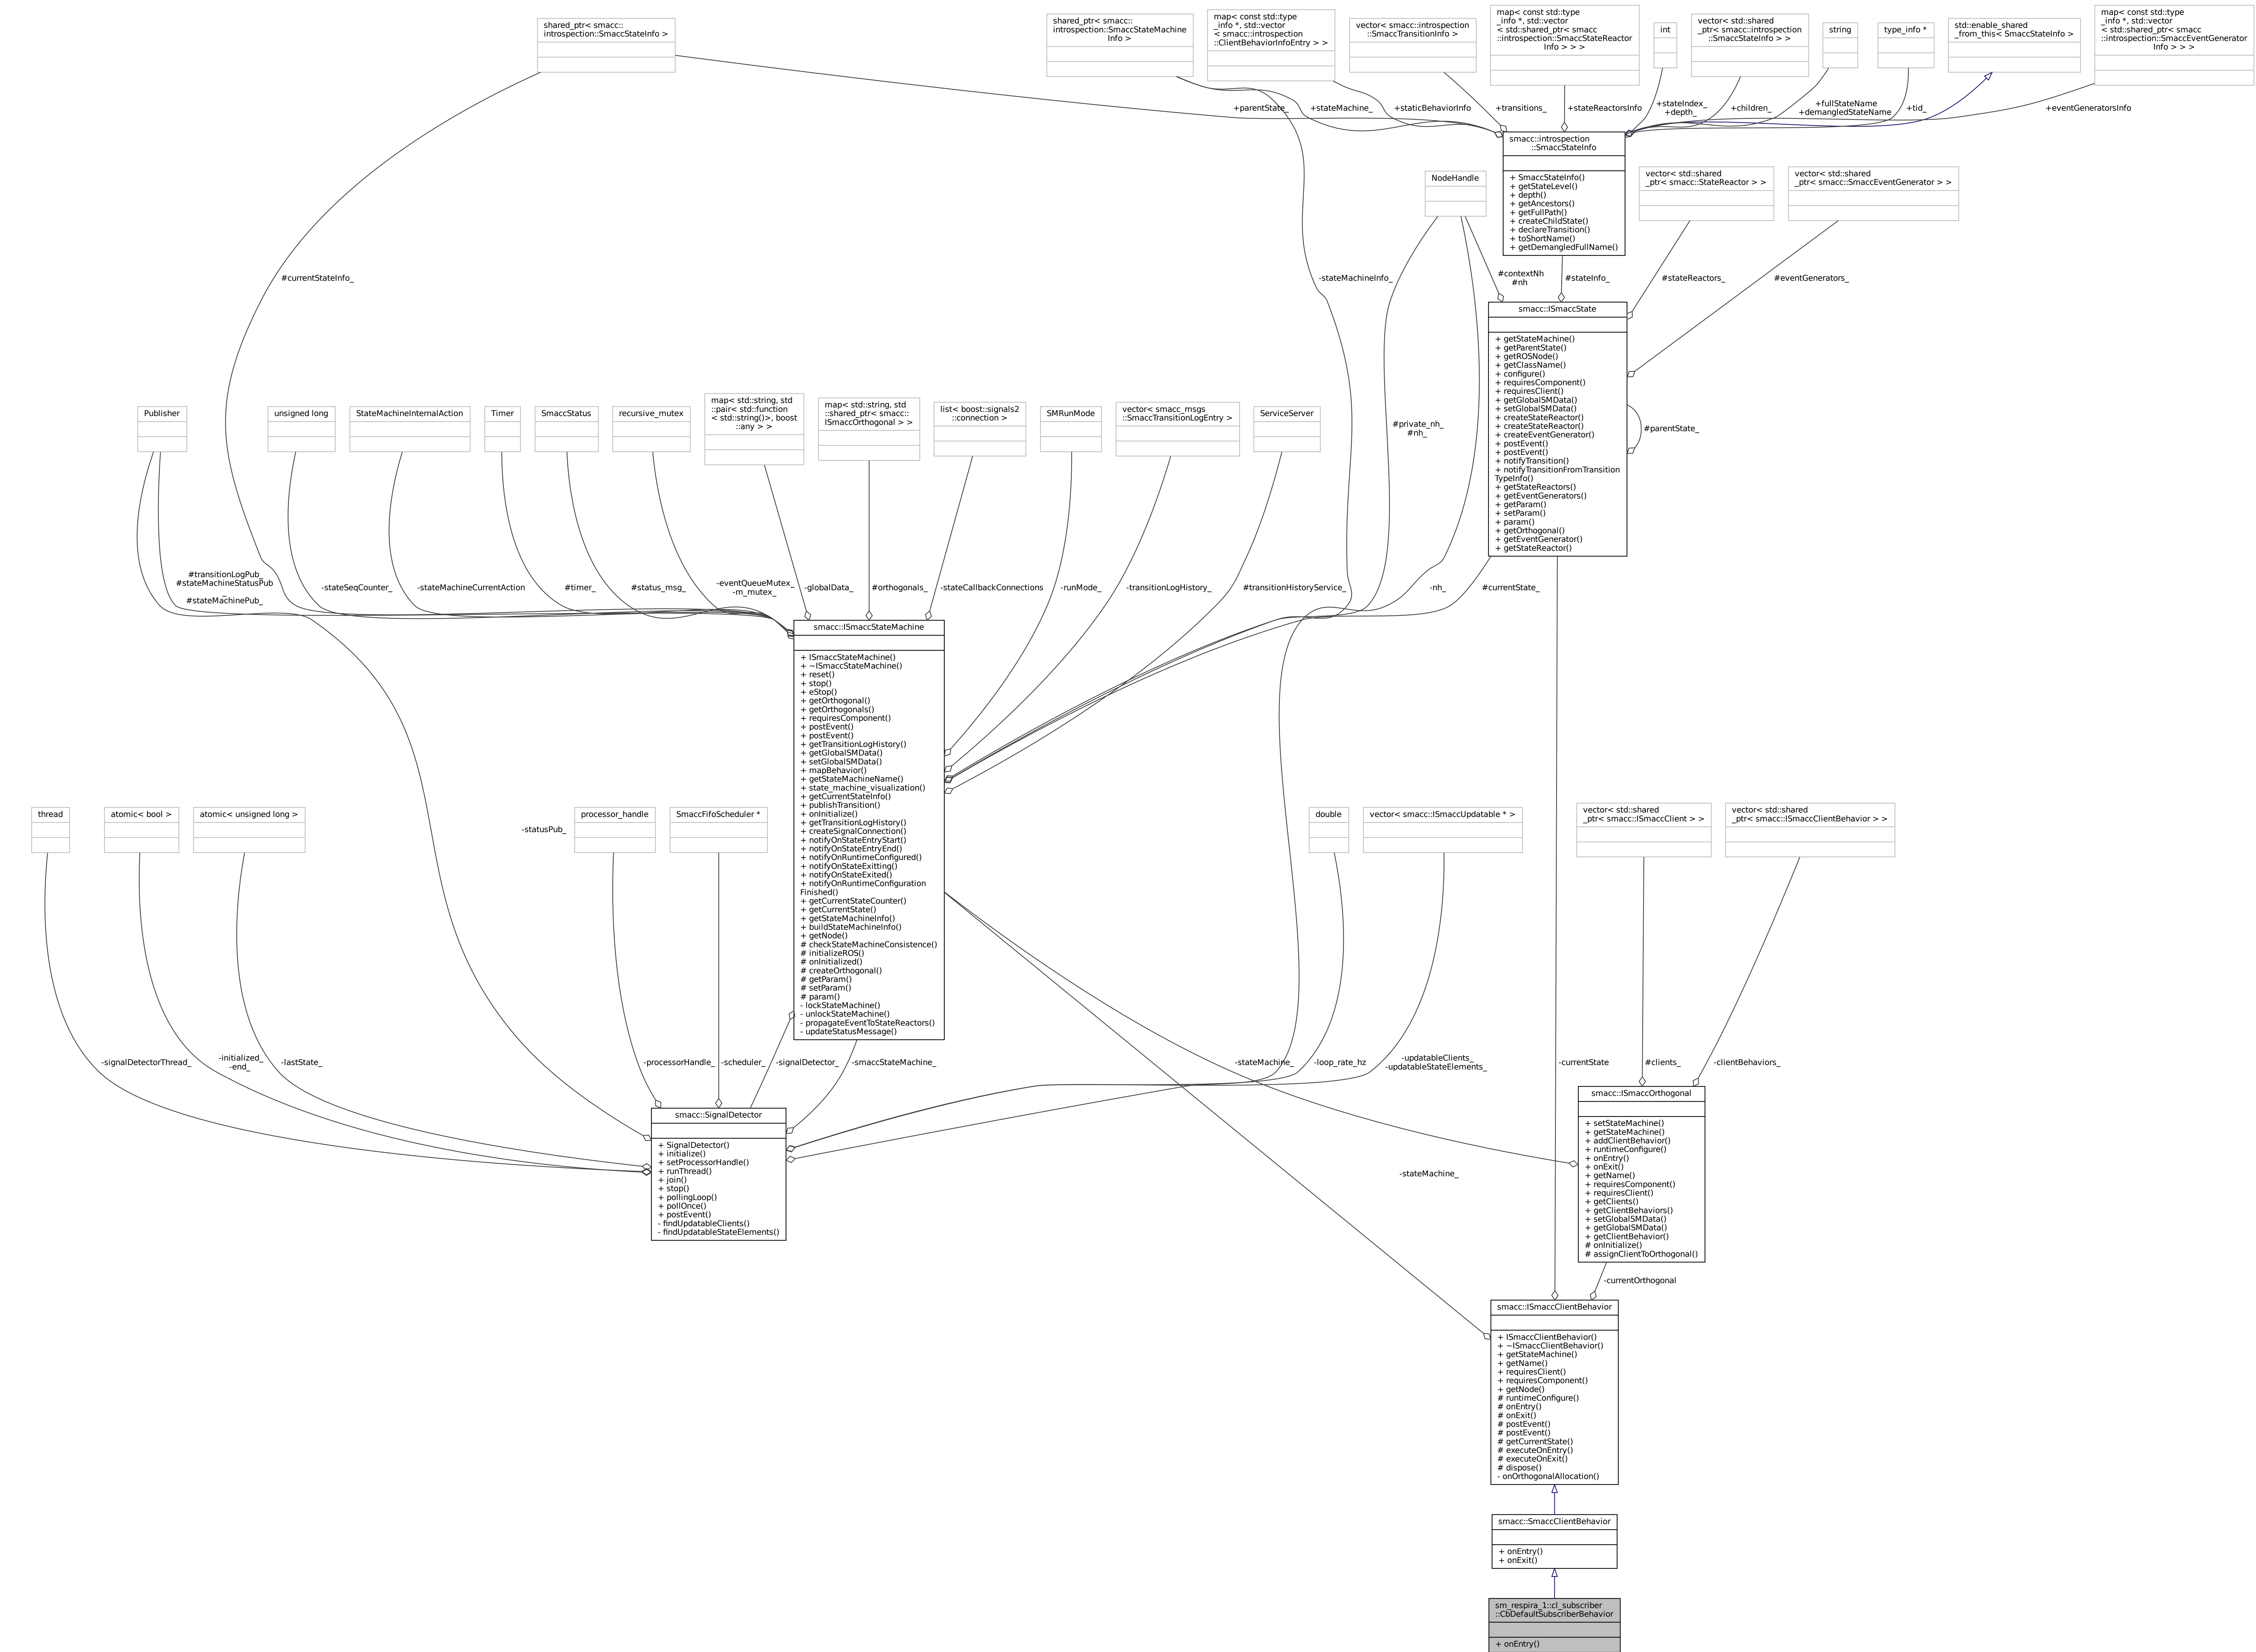 shared_ptr< smacc::
introspection::SmaccStateInfo >
shared_ptr< smacc::
introspection::SmaccStateMachine
Info >
map< const std::type
_info *, std::vector
< smacc::introspection
::ClientBehaviorInfoEntry > >
vector< smacc::introspection
::SmaccTransitionInfo >
map< const std::type
_info *, std::vector
< std::shared_ptr< smacc
::introspection::SmaccStateReactor
Info > > >
int
vector< std::shared
_ptr< smacc::introspection
::SmaccStateInfo > >
string
type_info *
std::enable_shared
_from_this< SmaccStateInfo >
map< const std::type
_info *, std::vector
< std::shared_ptr< smacc
::introspection::SmaccEventGenerator
Info > > >
+parentState_
+stateMachine_
+staticBehaviorInfo
+transitions_
+stateReactorsInfo
+stateIndex_
+depth_
+children_
+fullStateName
+demangledStateName
+tid_
+eventGeneratorsInfo
smacc::introspection
::SmaccStateInfo
+ SmaccStateInfo()
+ getStateLevel()
+ depth()
+ getAncestors()
+ getFullPath()
+ createChildState()
+ declareTransition()
+ toShortName()
+ getDemangledFullName()
NodeHandle
vector< std::shared
_ptr< smacc::StateReactor > >
vector< std::shared
_ptr< smacc::SmaccEventGenerator > >
#currentStateInfo_
-stateMachineInfo_
#contextNh
#nh
#stateInfo_
#stateReactors_
#eventGenerators_
smacc::ISmaccState
+ getStateMachine()
+ getParentState()
+ getROSNode()
+ getClassName()
+ configure()
+ requiresComponent()
+ requiresClient()
+ getGlobalSMData()
+ setGlobalSMData()
+ createStateReactor()
+ createStateReactor()
+ createEventGenerator()
+ postEvent()
+ postEvent()
+ notifyTransition()
+ notifyTransitionFromTransition
TypeInfo()
+ getStateReactors()
+ getEventGenerators()
+ getParam()
+ setParam()
+ param()
+ getOrthogonal()
+ getEventGenerator()
+ getStateReactor()
#parentState_
Publisher
unsigned long
StateMachineInternalAction
Timer
SmaccStatus
recursive_mutex
map< std::string, std
::pair< std::function
< std::string()>, boost
::any > >
map< std::string, std
::shared_ptr< smacc::
ISmaccOrthogonal > >
list< boost::signals2
::connection >
SMRunMode
vector< smacc_msgs
::SmaccTransitionLogEntry >
ServiceServer
#private_nh_
#nh_
#transitionLogPub_
#stateMachineStatusPub
_
#stateMachinePub_
-stateSeqCounter_
-stateMachineCurrentAction
#timer_
#status_msg_
-eventQueueMutex_
-m_mutex_
-globalData_
#orthogonals_
-stateCallbackConnections
-runMode_
-transitionLogHistory_
#transitionHistoryService_
-nh_
#currentState_
smacc::ISmaccStateMachine
+ ISmaccStateMachine()
+ ~ISmaccStateMachine()
+ reset()
+ stop()
+ eStop()
+ getOrthogonal()
+ getOrthogonals()
+ requiresComponent()
+ postEvent()
+ postEvent()
+ getTransitionLogHistory()
+ getGlobalSMData()
+ setGlobalSMData()
+ mapBehavior()
+ getStateMachineName()
+ state_machine_visualization()
+ getCurrentStateInfo()
+ publishTransition()
+ onInitialize()
+ getTransitionLogHistory()
+ createSignalConnection()
+ notifyOnStateEntryStart()
+ notifyOnStateEntryEnd()
+ notifyOnRuntimeConfigured()
+ notifyOnStateExitting()
+ notifyOnStateExited()
+ notifyOnRuntimeConfiguration
Finished()
+ getCurrentStateCounter()
+ getCurrentState()
+ getStateMachineInfo()
+ buildStateMachineInfo()
+ getNode()
# checkStateMachineConsistence()
# initializeROS()
# onInitialized()
# createOrthogonal()
# getParam()
# setParam()
# param()
- lockStateMachine()
- unlockStateMachine()
- propagateEventToStateReactors()
- updateStatusMessage()
thread
atomic< bool >
atomic< unsigned long >
-statusPub_
processor_handle
SmaccFifoScheduler *
double
vector< smacc::ISmaccUpdatable * >
vector< std::shared
_ptr< smacc::ISmaccClient > >
vector< std::shared
_ptr< smacc::ISmaccClientBehavior > >
-signalDetectorThread_
-initialized_
-end_
-lastState_
-processorHandle_
-scheduler_
-signalDetector_
-smaccStateMachine_
-stateMachine_
-loop_rate_hz
-updatableClients_
-updatableStateElements_
-currentState
#clients_
-clientBehaviors_
smacc::SignalDetector
+ SignalDetector()
+ initialize()
+ setProcessorHandle()
+ runThread()
+ join()
+ stop()
+ pollingLoop()
+ pollOnce()
+ postEvent()
- findUpdatableClients()
- findUpdatableStateElements()
smacc::ISmaccOrthogonal
+ setStateMachine()
+ getStateMachine()
+ addClientBehavior()
+ runtimeConfigure()
+ onEntry()
+ onExit()
+ getName()
+ requiresComponent()
+ requiresClient()
+ getClients()
+ getClientBehaviors()
+ setGlobalSMData()
+ getGlobalSMData()
+ getClientBehavior()
# onInitialize()
# assignClientToOrthogonal()
-stateMachine_
-currentOrthogonal
smacc::ISmaccClientBehavior
+ ISmaccClientBehavior()
+ ~ISmaccClientBehavior()
+ getStateMachine()
+ getName()
+ requiresClient()
+ requiresComponent()
+ getNode()
# runtimeConfigure()
# onEntry()
# onExit()
# postEvent()
# postEvent()
# getCurrentState()
# executeOnEntry()
# executeOnExit()
# dispose()
- onOrthogonalAllocation()
smacc::SmaccClientBehavior
+ onEntry()
+ onExit()
sm_respira_1::cl_subscriber
::CbDefaultSubscriberBehavior
+ onEntry()